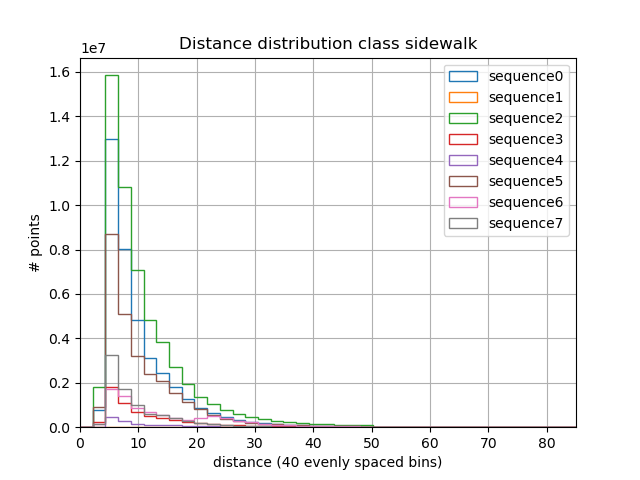 Distance distribution class sidewalk
1e7
1.6
1.4
1.2
1.0
0.8
0.6
0.4
0.2
0.0
# points
sequence0
sequence1
sequence2
sequence3
sequence4
sequence5
sequence6
sequence7
0 10 20 30 40 50 60 70 80
distance (40 evenly spaced bins)